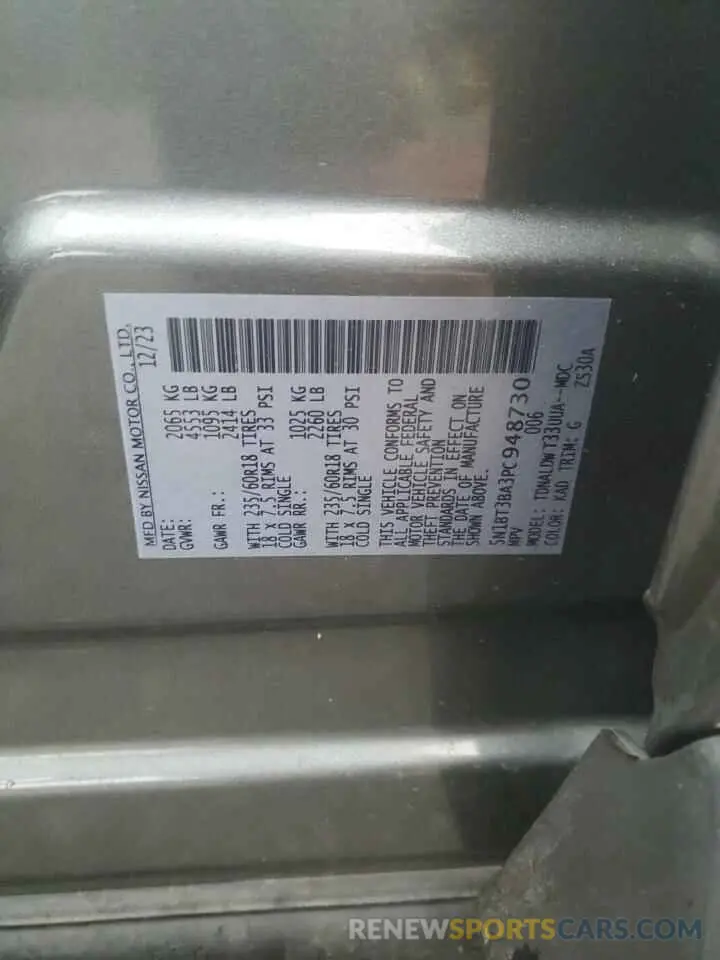 MFD BY NISSAN MOTOR CO., LTD.
DATE: 12/23
GVWR: 2065 KG
4553 LB
GAWR FR.: 1095 KG
2414 LB
WITH 235/60R18 TIRES
18 x 7.5 RIMS AT 33 PSI
COLD SINGLE
GAWR RR.: 1025 KG
2260 LB
WITH 235/60R18 TIRES
18 x 7.5 RIMS AT 30 PSI
COLD SINGLE
THIS VEHICLE CONFORMS TO
ALL APPLICABLE FEDERAL
MOTOR VEHICLE SAFETY AND
THEFT PREVENTION
STANDARDS IN EFFECT ON
THE DATE OF MANUFACTURE
SHOWN ABOVE.
5N1BT3BA3PC948730
MPV 006
MODEL:
COLOR: KAD TRIM: G Z530A
RENEWSPORTSCARS.COM